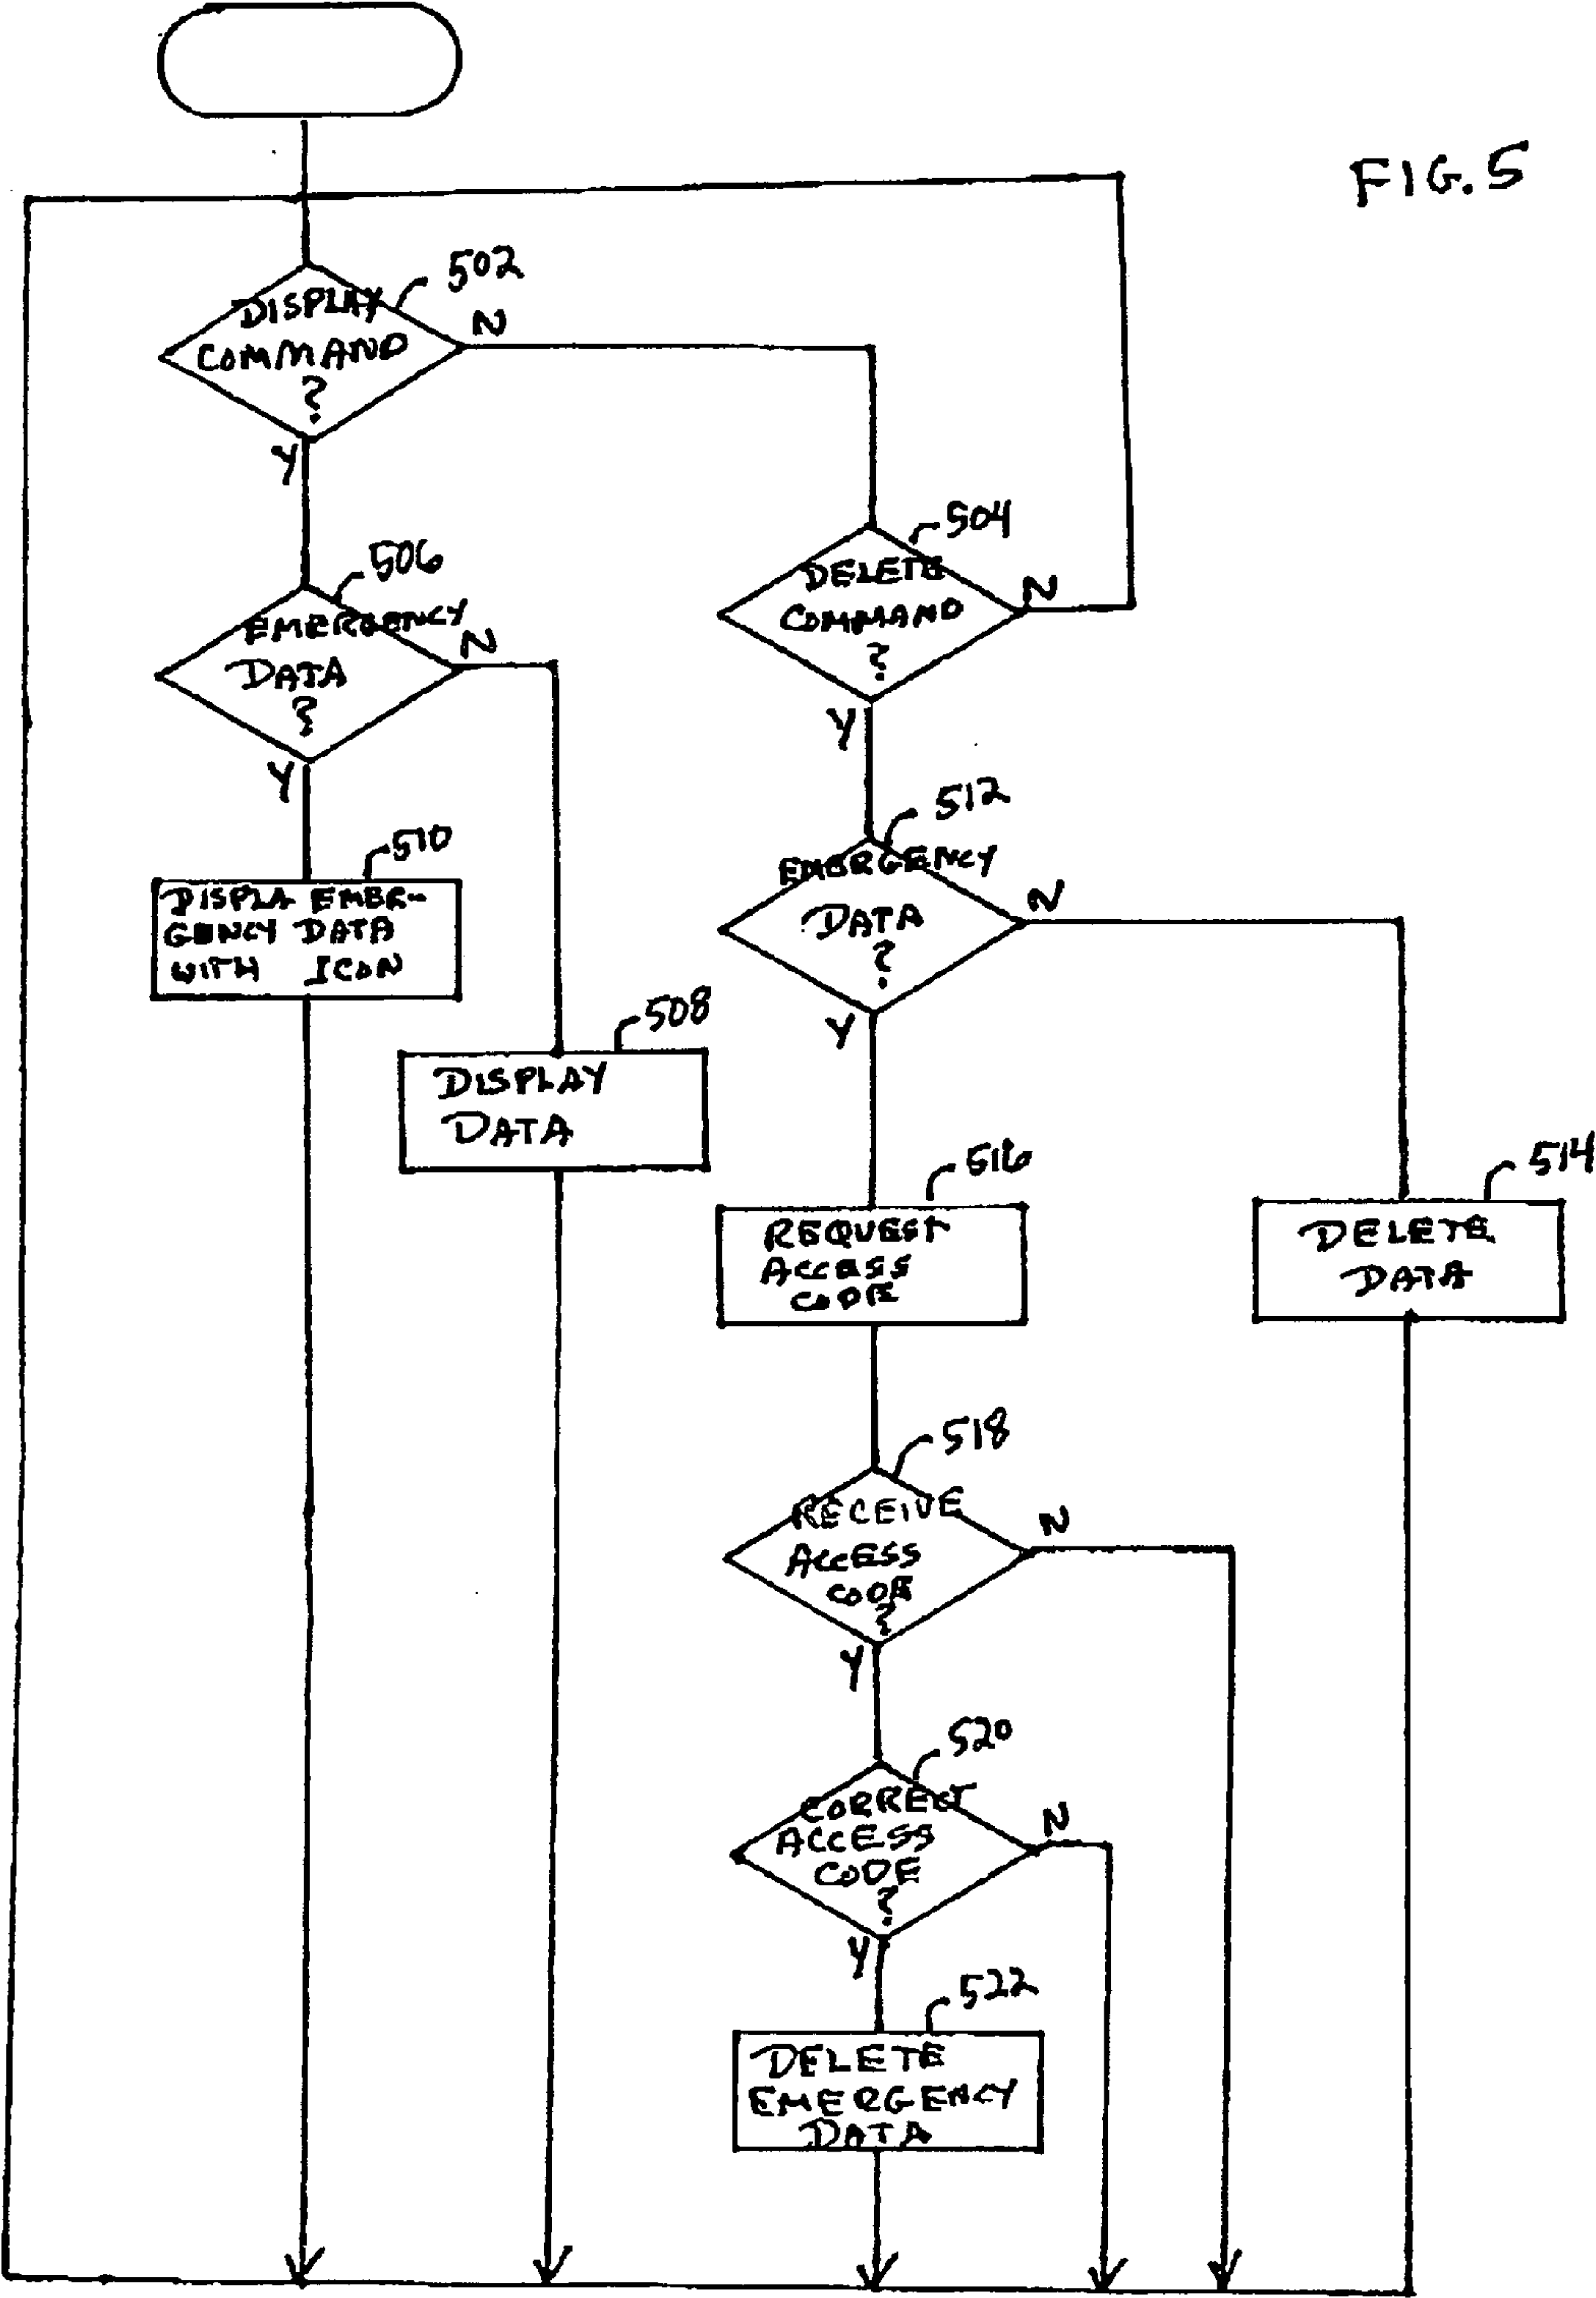 FIG. 5
502
DISPLAY
COMMAND
?
N
Y
504
DELETE
COMMAND
?
N
Y
506
EMERGENCY
DATA
?
N
Y
510
DISPLA EMER-
GENCY DATA
WITH ICON
508
DISPLAY
DATA
512
EMERGENCY
DATA
?
N
Y
516
REQUEST
ACCESS
CODE
514
DELETE
DATA
518
RECEIVE
ACCESS
CODE
?
N
Y
520
CORRECT
ACCESS
CODE
?
N
Y
522
DELETE
EMERGENCY
DATA